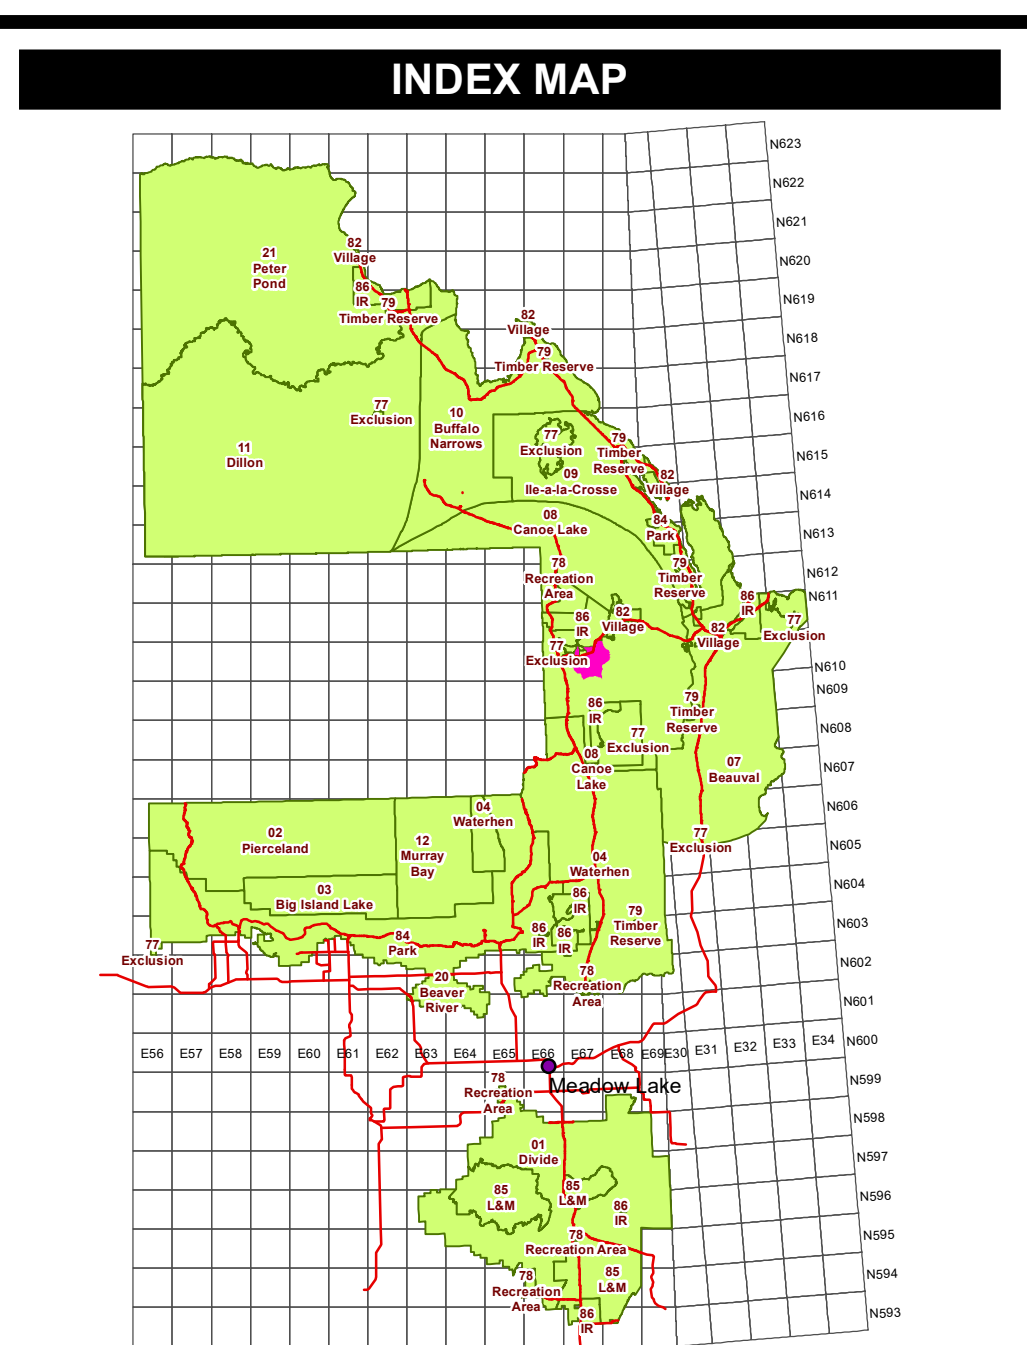 INDEX MAP
N623
N622
N621
N620
N619
N618
N617
N616
N615
N614
N613
N612
N611
N610
N609
N608
N607
N606
N605
N604
N603
N602
N601
N600
N599
N598
N597
N596
N595
N594
N593
21
Peter
Pond
82
Village
86
IR
79
Timber Reserve
82
Village
79
Timber Reserve
77
Exclusion
10
Buffalo
Narrows
11
Dillon
77
Exclusion
09
Ile-a-la-Crosse
79
Timber
Reserve
82
Village
08
Canoe Lake
84
Park
78
Recreation
Area
79
Timber
Reserve
86
IR
82
Village
86
IR
82
Village
77
Exclusion
77
Exclusion
86
IR
79
Timber
Reserve
77
Exclusion
08
Canoe
Lake
07
Beauval
04
Waterhen
02
Pierceland
12
Murray
Bay
77
Exclusion
04
Waterhen
03
Big Island Lake
86
IR
79
Timber
Reserve
86
IR
86
IR
84
Park
77
Exclusion
78
Recreation
Area
20
Beaver
River
E56
E57
E58
E59
E60
E61
E62
E63
E64
E65
E66
E67
E68
E69
E30
E31
E32
E33
E34
Meadow Lake
78
Recreation
Area
01
Divide
85
L&M
85
L&M
86
IR
78
Recreation Area
78
Recreation
Area
85
L&M
86
IR